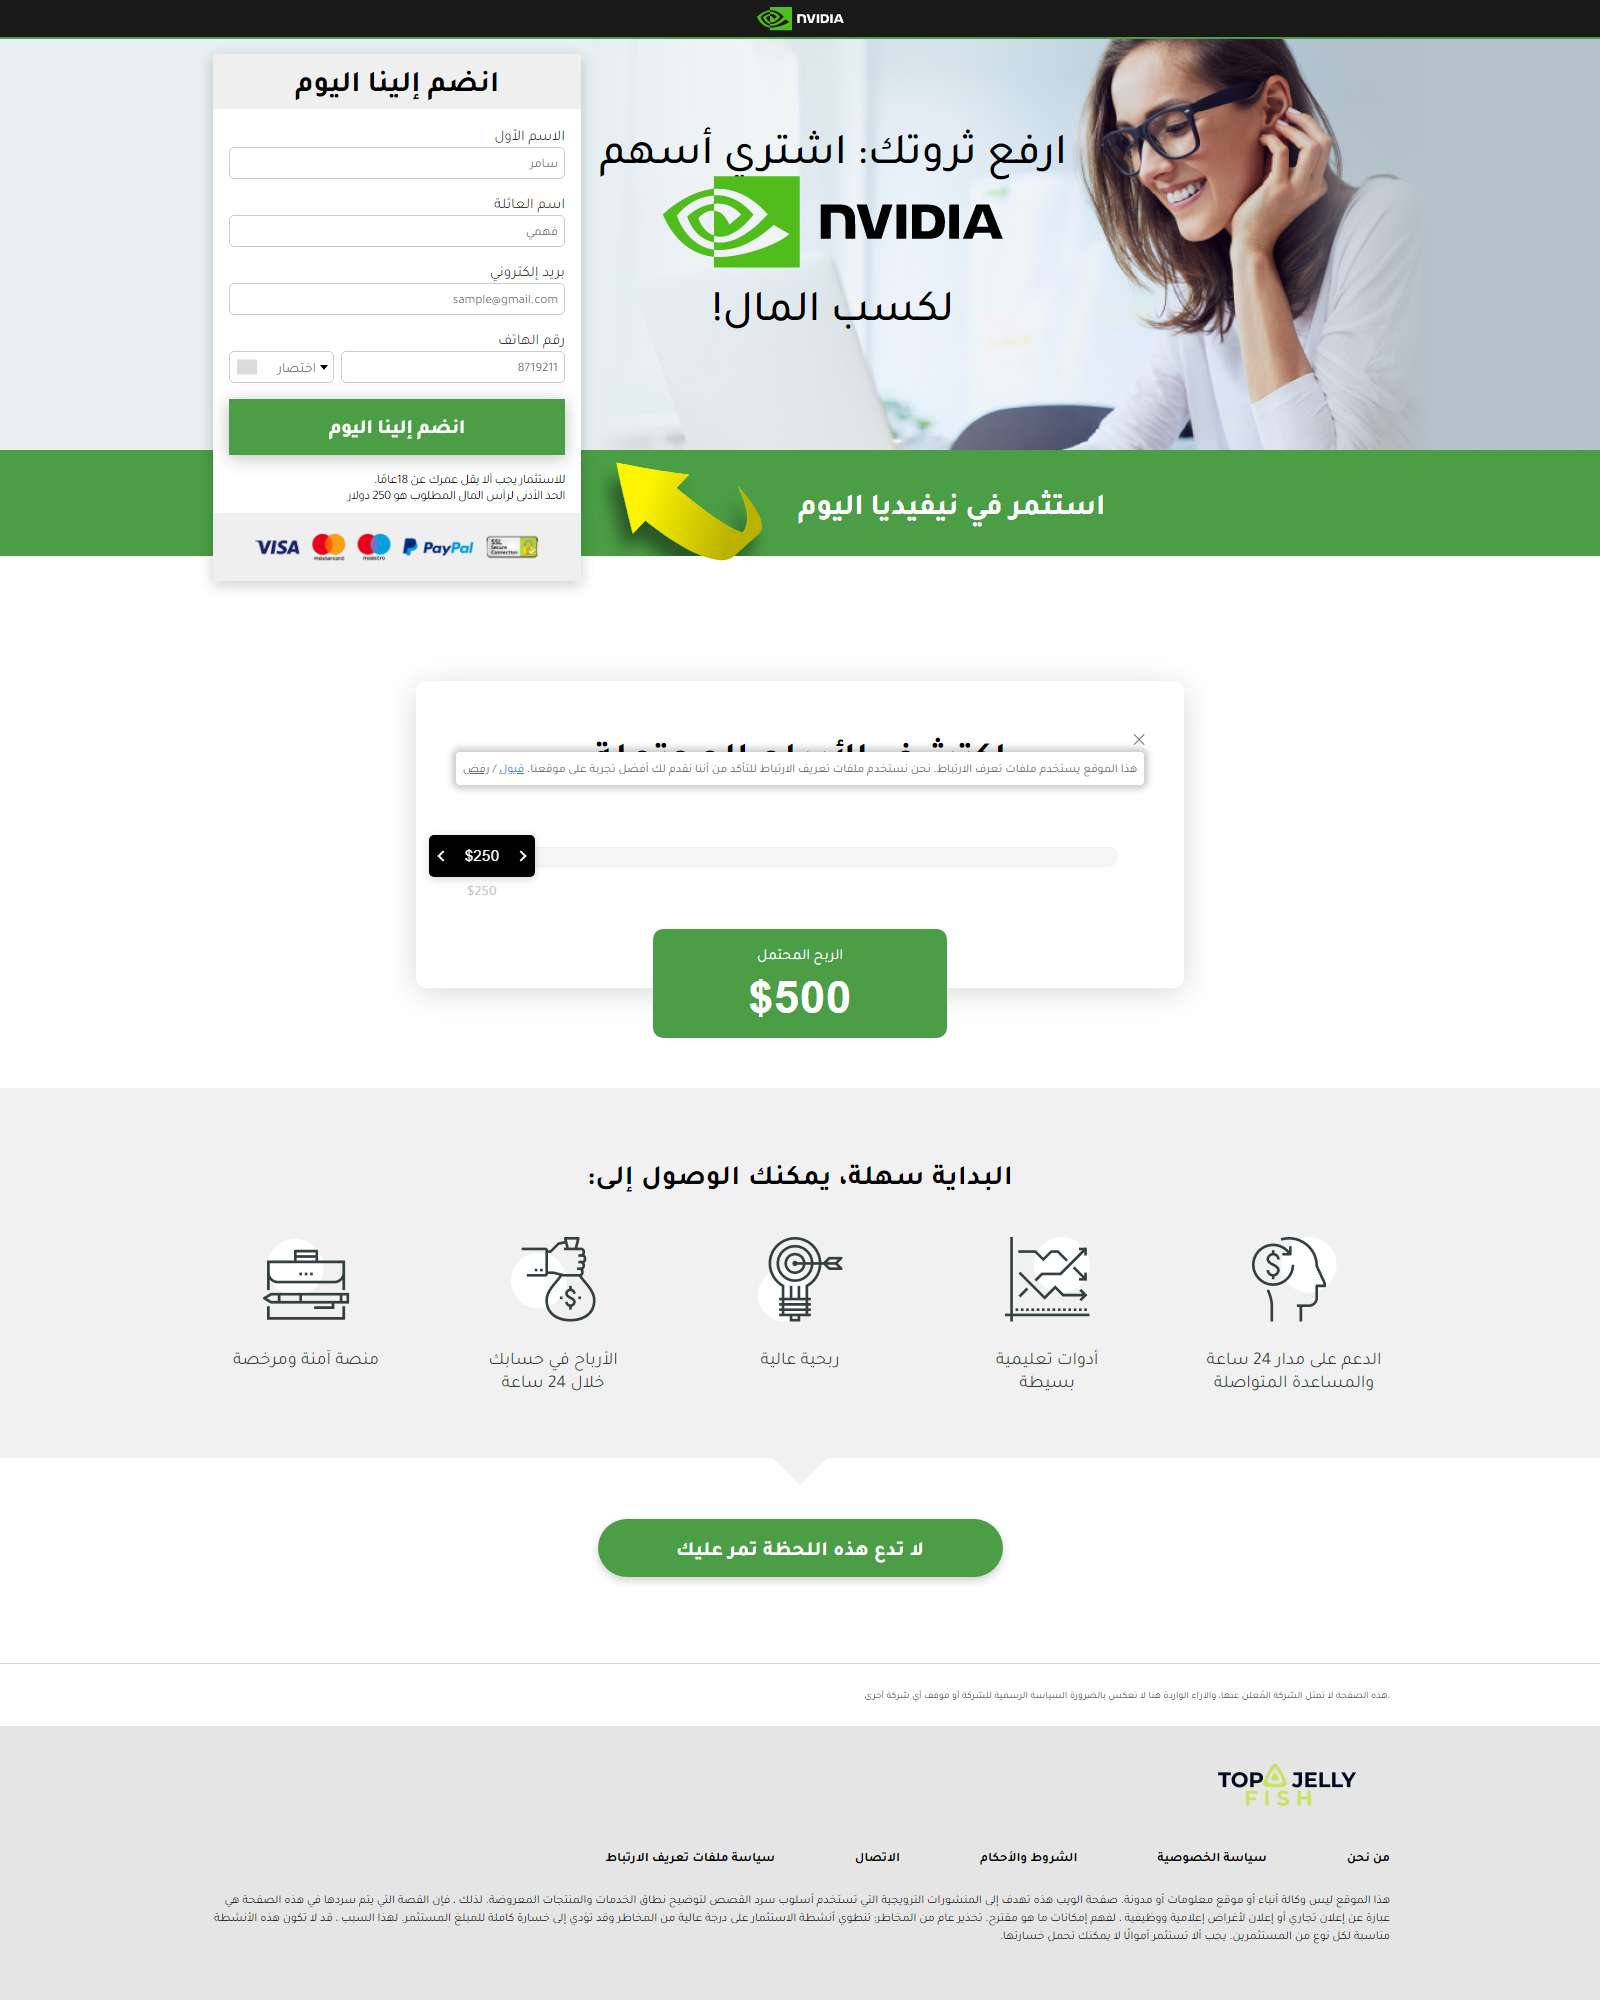 NVIDIA
انضم إلينا اليوم
الاسم الأول
سامر
اسم العائلة
فهمي
بريد إلكتروني
sample@gmail.com
رقم الهاتف
8719211
اختصار
انضم إلينا اليوم
للاستثمار يجب ألا يقل عمرك عن 18عامًا.
الحد الأدنى لرأس المال المطلوب هو 250 دولار
VISA
mastercard
maestro
PayPal
SSL
Secure
Connection
ارفع ثروتك: اشتري أسهم
NVIDIA
لكسب المال!
استثمر في نيفيديا اليوم
هذا الموقع يستخدم ملفات تعرف الارتباط. نحن نستخدم ملفات تعريف الارتباط للتأكد من أننا نقدم لك أفضل تجربة على موقعنا. قبول / رفض
$250
$250
الربح المحتمل
$500
البداية سهلة، يمكنك الوصول إلى:
الدعم على مدار 24 ساعة
والمساعدة المتواصلة
أدوات تعليمية
بسيطة
ربحية عالية
الأرباح في حسابك
خلال 24 ساعة
منصة آمنة ومرخصة
لا تدع هذه اللحظة تمر عليك
هذه الصفحة لا تمثل الشركة المُعلن عنها، والآراء الواردة هنا لا تعكس بالضرورة السياسة الرسمية للشركة أو موقف أي شركة أخرى.
TOP JELLY
FISH
من نحن
سياسة الخصوصية
الشروط والأحكام
الاتصال
سياسة ملفات تعريف الارتباط
هذا الموقع ليس وكالة أنباء أو موقع معلومات أو مدونة. صفحة الويب هذه تهدف إلى المنشورات الترويجية التي تستخدم أسلوب سرد القصص لتوضيح نطاق الخدمات والمنتجات المعروضة. لذلك ، فإن القصة التي يتم سردها في هذه الصفحة هي
عبارة عن إعلان تجاري أو إعلان لأغراض إعلامية ووظيفية ، لفهم إمكانات ما هو مقترح. تحذير عام من المخاطر: تنطوي أنشطة الاستثمار على درجة عالية من المخاطر وقد تؤدي إلى خسارة كاملة للمبلغ المستثمر. لهذا السبب ، قد لا تكون هذه الأنشطة
مناسبة لكل نوع من المستثمرين. يجب ألا تستثمر أموالًا لا يمكنك تحمل خسارتها.